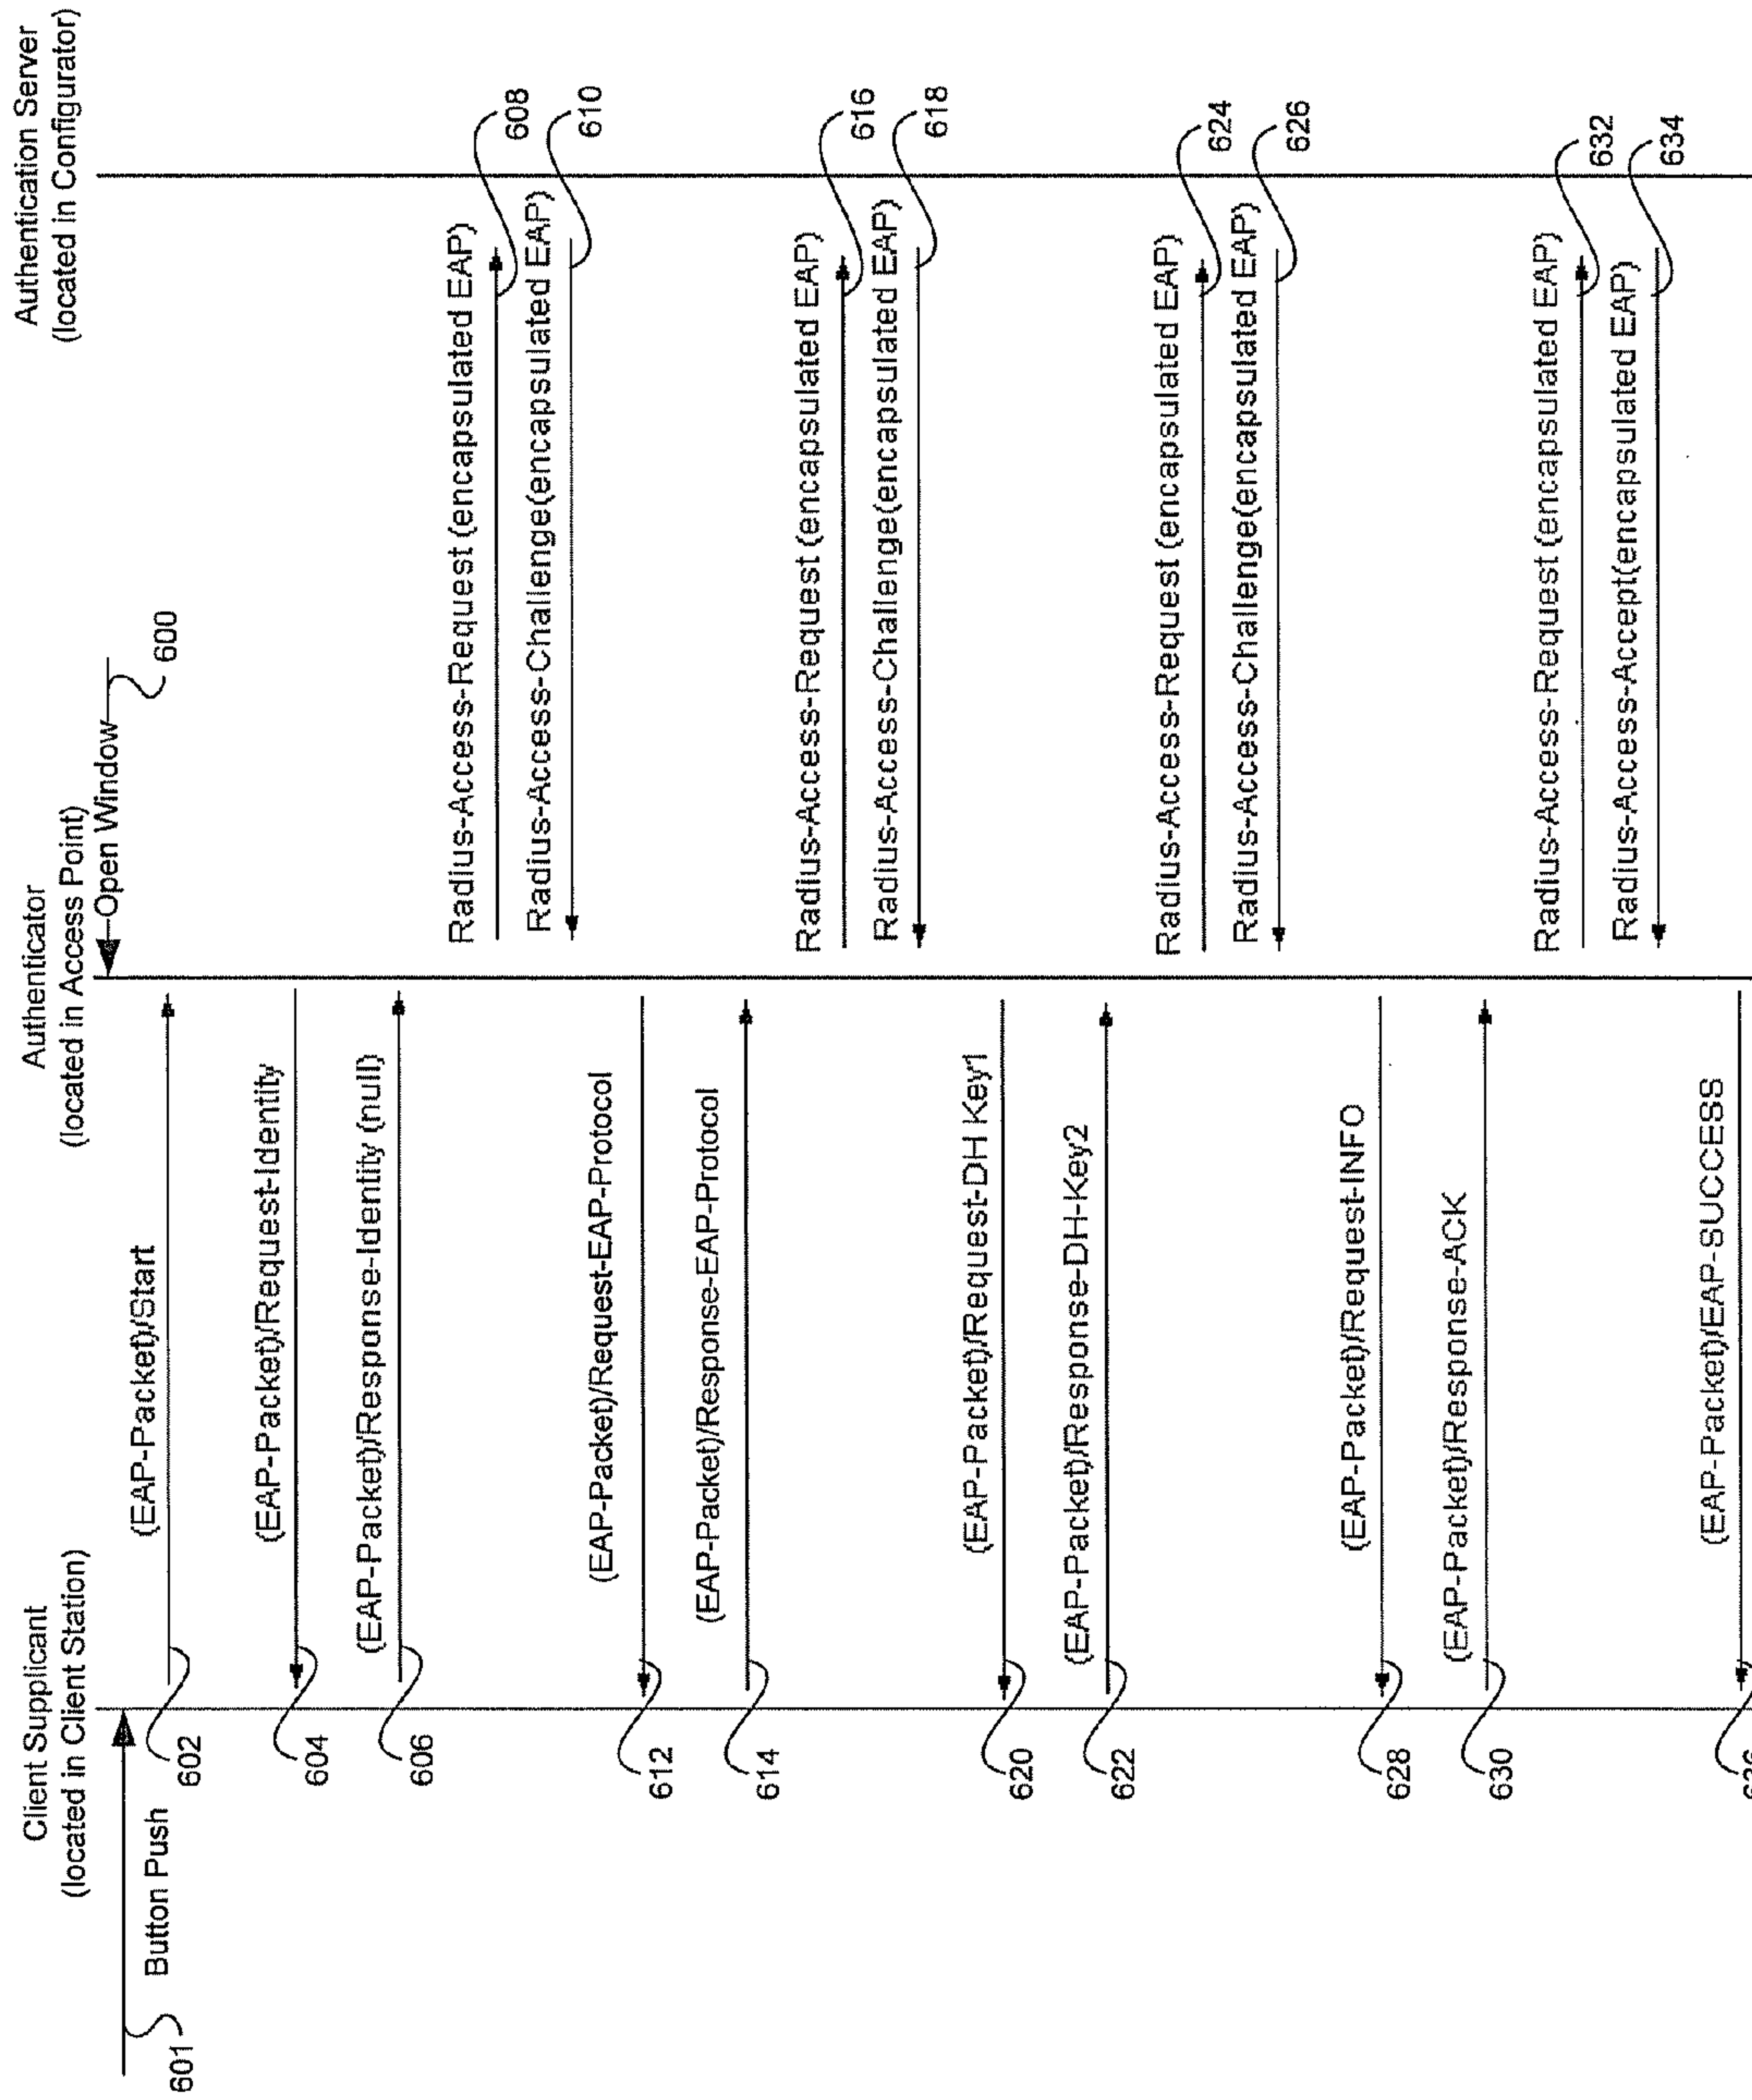 Client Supplicant
(located in Client Station)
Authenticator
(located in Access Point)
Authentication Server
(located in Configurator)
601
Button Push
Open Window
600
(EAP-Packet)/Start
602
(EAP-Packet)/Request-Identity
604
(EAP-Packet)/Response-Identity (null)
606
Radius-Access-Request (encapsulated EAP)
608
Radius-Access-Challenge(encapsulated EAP)
610
(EAP-Packet)/Request-EAP-Protocol
612
(EAP-Packet)/Response-EAP-Protocol
614
Radius-Access-Request (encapsulated EAP)
616
Radius-Access-Challenge(encapsulated EAP)
618
(EAP-Packet)/Request-DH Key1
620
(EAP-Packet)/Response-DH-Key2
622
Radius-Access-Request (encapsulated EAP)
624
Radius-Access-Challenge(encapsulated EAP)
626
(EAP-Packet)/Request-INFO
628
(EAP-Packet)/Response-ACK
630
Radius-Access-Request (encapsulated EAP)
632
Radius-Access-Accept(encapsulated EAP)
634
(EAP-Packet)/EAP-SUCCESS